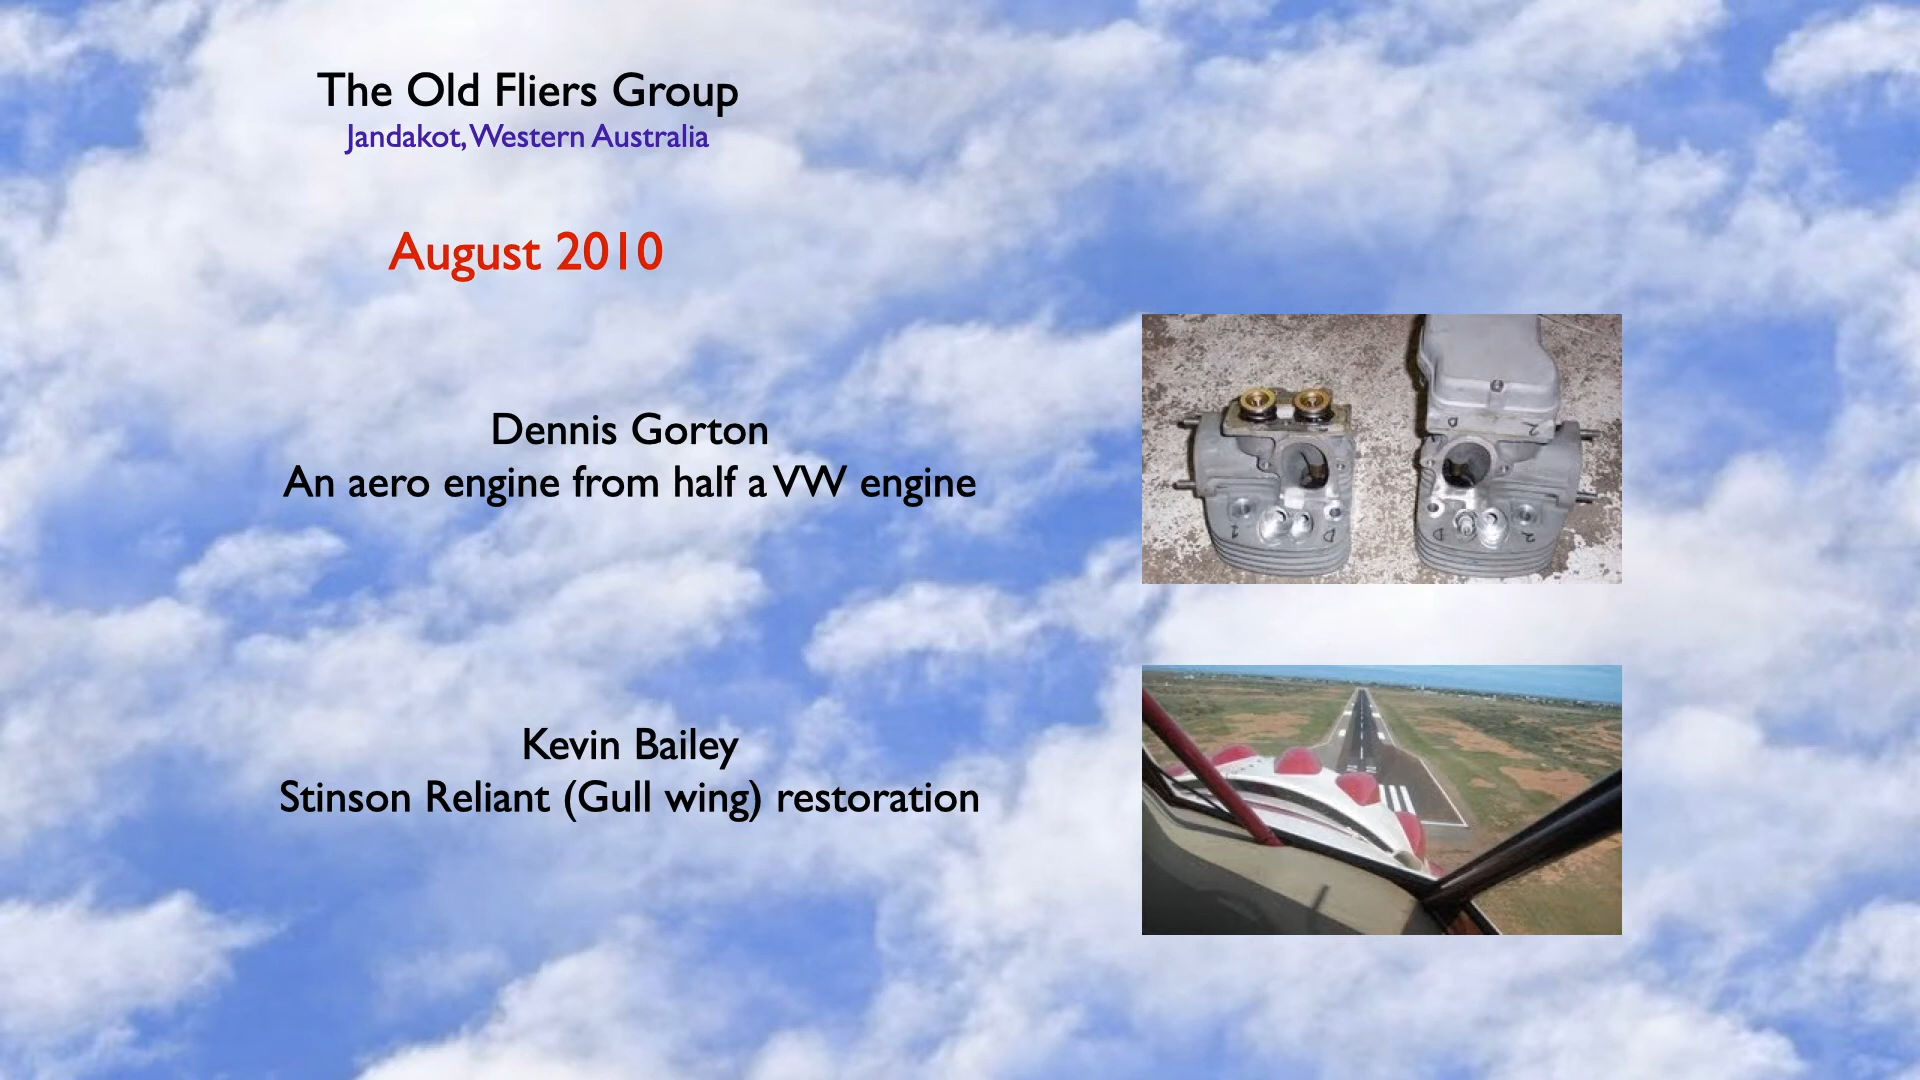 The Old Fliers Group
Jandakot, Western Australia
August 2010
Dennis Gorton
An aero engine from half a VW engine
Kevin Bailey
Stinson Reliant (Gull wing) restoration